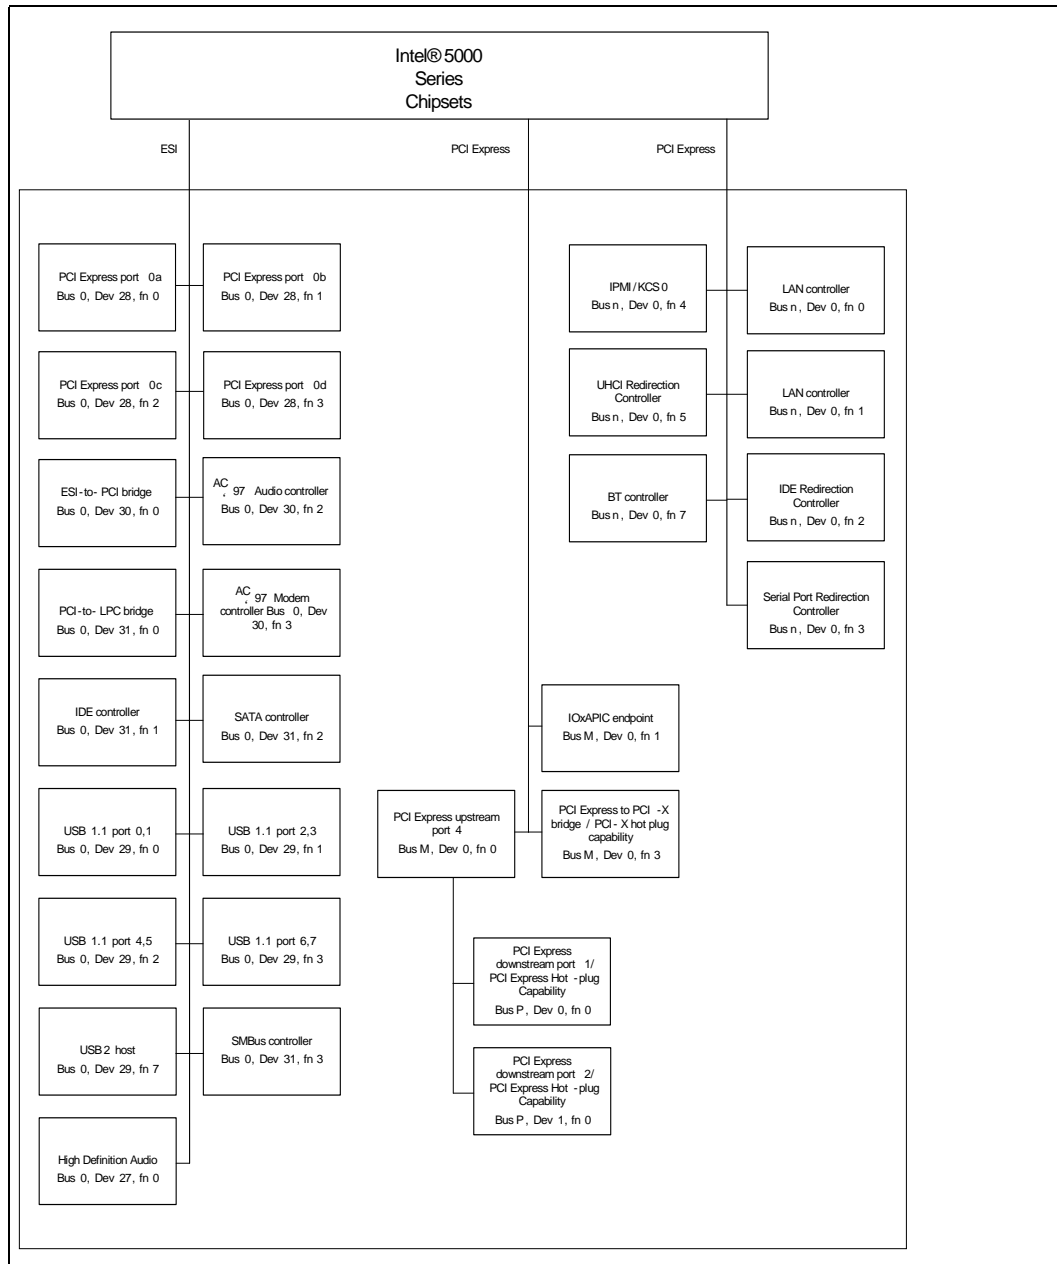 Intel® 5000
Series
Chipsets
ESI
PCI Express
PCI Express
PCI Express port 0a
Bus 0, Dev 28, fn 0
PCI Express port 0b
Bus 0, Dev 28, fn 1
IPMI / KCS 0
Bus n, Dev 0, fn 4
LAN controller
Bus n, Dev 0, fn 0
PCI Express port 0c
Bus 0, Dev 28, fn 2
PCI Express port 0d
Bus 0, Dev 28, fn 3
UHCI Redirection
Controller
Bus n, Dev 0, fn 5
LAN controller
Bus n, Dev 0, fn 1
ESI-to- PCI bridge
Bus 0, Dev 30, fn 0
AC ‘ 97 Audio controller
Bus 0, Dev 30, fn 2
BT controller
Bus n, Dev 0, fn 7
IDE Redirection
Controller
Bus n, Dev 0, fn 2
PCI-to- LPC bridge
Bus 0, Dev 31, fn 0
AC ‘ 97 Modem
controller Bus 0, Dev
30, fn 3
Serial Port Redirection
Controller
Bus n, Dev 0, fn 3
IDE controller
Bus 0, Dev 31, fn 1
SATA controller
Bus 0, Dev 31, fn 2
IOxAPIC endpoint
Bus M, Dev 0, fn 1
USB 1.1 port 0,1
Bus 0, Dev 29, fn 0
USB 1.1 port 2,3
Bus 0, Dev 29, fn 1
PCI Express upstream
port 4
Bus M, Dev 0, fn 0
PCI Express to PCI -X
bridge / PCI- X hot plug
capability
Bus M, Dev 0, fn 3
USB 1.1 port 4,5
Bus 0, Dev 29, fn 2
USB 1.1 port 6,7
Bus 0, Dev 29, fn 3
PCI Express
downstream port 1/
PCI Express Hot -plug
Capability
Bus P, Dev 0, fn 0
USB 2 host
Bus 0, Dev 29, fn 7
SMBus controller
Bus 0, Dev 31, fn 3
PCI Express
downstream port 2/
PCI Express Hot -plug
Capability
Bus P, Dev 1, fn 0
High Definition Audio
Bus 0, Dev 27, fn 0